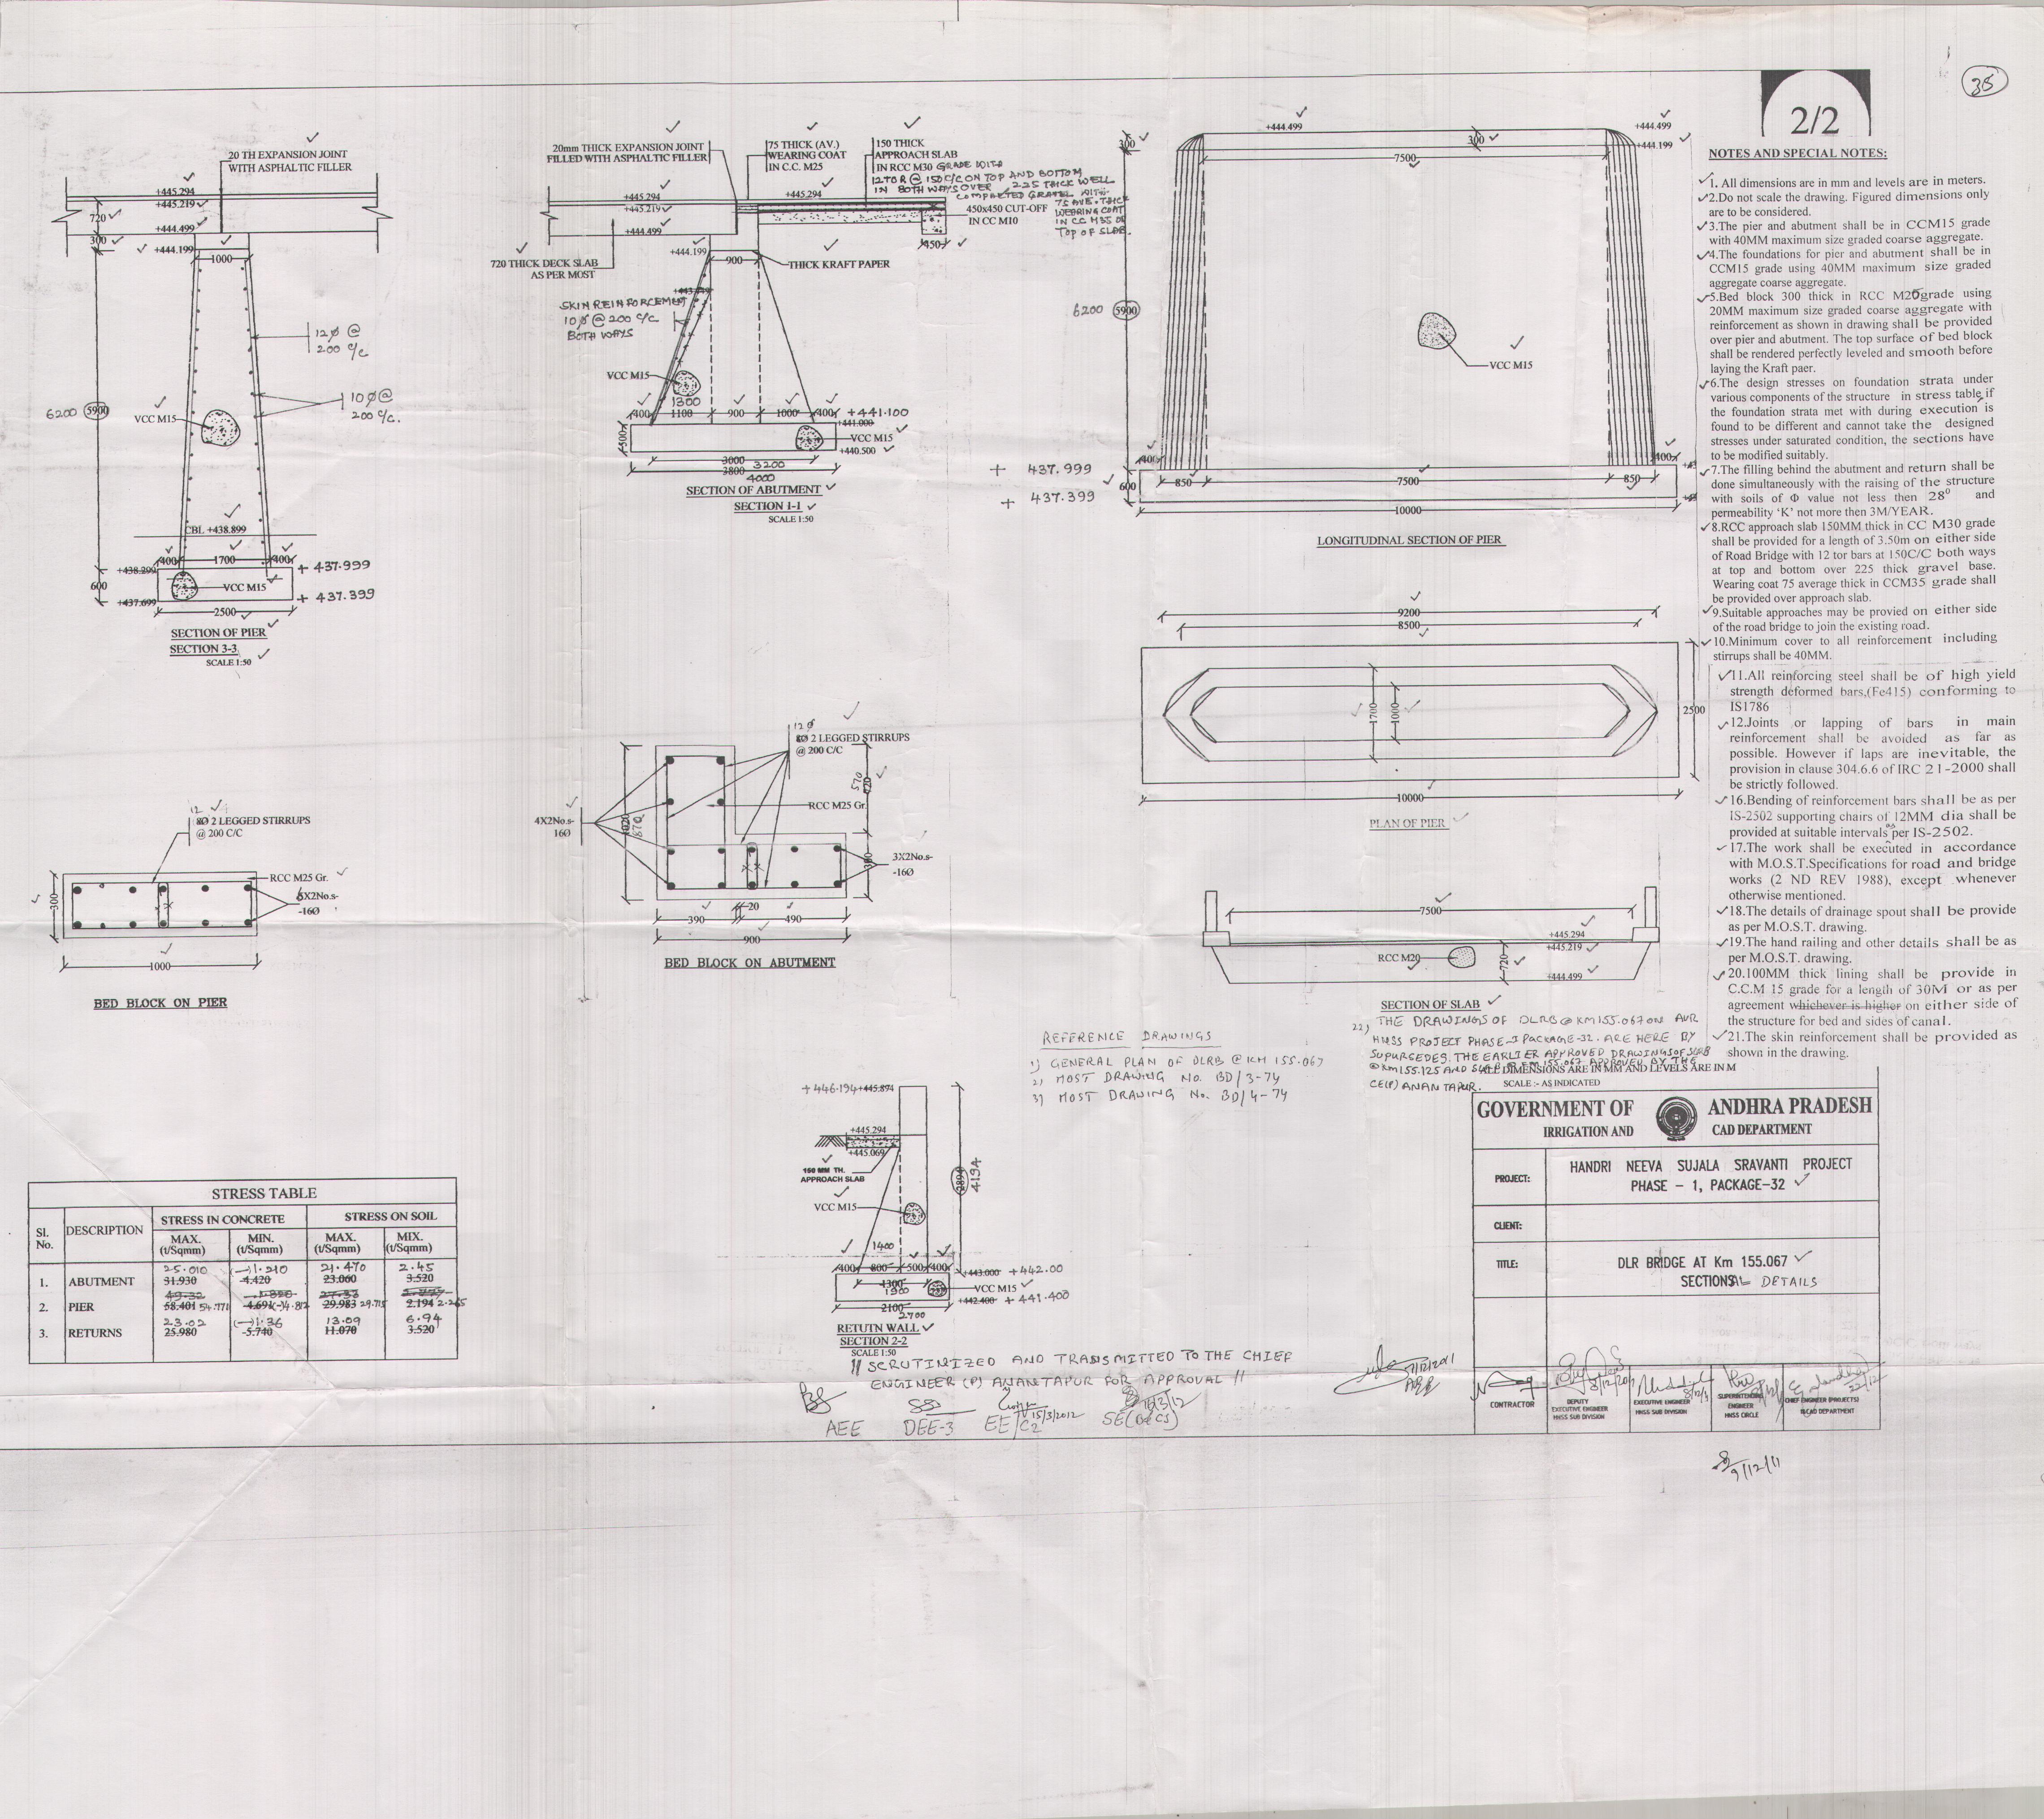 38
2/2
NOTES AND SPECIAL NOTES:
1. All dimensions are in mm and levels are in meters.
2.Do not scale the drawing. Figured dimensions only
are to be considered.
3.The pier and abutment shall be in CCM15 grade
with 40MM maximum size graded coarse aggregate.
4.The foundations for pier and abutment shall be in
CCM15 grade using 40MM maximum size graded
aggregate coarse aggregate.
5.Bed block 300 thick in RCC M25 grade using
20MM maximum size graded coarse aggregate with
reinforcement as shown in drawing shall be provided
over pier and abutment. The top surface of bed block
shall be rendered perfectly leveled and smooth before
laying the Kraft paer.
6.The design stresses on foundation strata under
various components of the structure in stress table, if
the foundation strata met with during execution is
found to be different and cannot take the designed
stresses under saturated condition, the sections have
to be modified suitably.
7.The filling behind the abutment and return shall be
done simultaneously with the raising of the structure
with soils of Φ value not less then 28⁰ and
permeability ‘K’ not more then 3M/YEAR.
8.RCC approach slab 150MM thick in CC M30 grade
shall be provided for a length of 3.50m on either side
of Road Bridge with 12 tor bars at 150C/C both ways
at top and bottom over 225 thick gravel base.
Wearing coat 75 average thick in CCM35 grade shall
be provided over approach slab.
9.Suitable approaches may be provied on either side
of the road bridge to join the existing road.
10.Minimum cover to all reinforcement including
stirrups shall be 40MM.
11.All reinforcing steel shall be of high yield
strength deformed bars,(Fe415) conforming to
IS1786
12.Joints or lapping of bars in main
reinforcement shall be avoided as far as
possible. However if laps are inevitable, the
provision in clause 304.6.6 of IRC 21-2000 shall
be strictly followed.
16.Bending of reinforcement bars shall be as per
IS-2502 supporting chairs of 12MM dia shall be
provided at suitable intervals as per IS-2502.
17.The work shall be executed in accordance
with M.O.S.T.Specifications for road and bridge
works (2 ND REV 1988), except whenever
otherwise mentioned.
18.The details of drainage spout shall be provide
as per M.O.S.T. drawing.
19.The hand railing and other details shall be as
per M.O.S.T. drawing.
20.100MM thick lining shall be provide in
C.C.M 15 grade for a length of 30M or as per
agreement whichever is higher on either side of
the structure for bed and sides of canal.
21.The skin reinforcement shall be provided as
shown in the drawing.
20 TH EXPANSION JOINT
WITH ASPHALTIC FILLER
+445.294
+445.219
720
+444.499
300
+444.199
1000
12ø @
200 c/c
10ø @
200 c/c.
6200 5900
VCC M15
CBL +438.899
400 1700 400
+438.299 +437.999
600
VCC M15
+437.699 +437.399
2500
SECTION OF PIER
SECTION 3-3
SCALE 1:50
20mm THICK EXPANSION JOINT
FILLED WITH ASPHALTIC FILLER
75 THICK (AV.)
WEARING COAT
IN C.C. M25
150 THICK
APPROACH SLAB
IN RCC M30 GRADE WITH
12TOR @ 150 C/C ON TOP AND BOTTOM
IN BOTH WAYS OVER 225 THICK WELL
COMPACTED GRAVEL WITH
75 AVE. THICK
WEARING COAT
IN CC M35 ON
TOP OF SLAB.
450x450 CUT-OFF
IN CC M10
+445.294
+445.294
+445.219
+444.499
+444.199
450
900
720 THICK DECK SLAB
AS PER MOST
THICK KRAFT PAPER
SKIN REINFORCEMENT
10ø @ 200 c/c
BOTH WAYS
VCC M15
1300
400 1100 900 1000 400
+441.100
+441.000
500
VCC M15
+440.500
3000 3200
3800
4000
SECTION OF ABUTMENT
SECTION 1-1
SCALE 1:50
+444.499
+444.499
+444.199
300
300
7500
6200 5900
VCC M15
+ 437.999
+ 437.399
400
400
600
850 7500 850
10000
LONGITUDINAL SECTION OF PIER
9200
8500
1700
1000
2500
10000
PLAN OF PIER
12
8Ø 2 LEGGED STIRRUPS
@ 200 C/C
RCC M25 Gr.
300
5X2No.s-
-16Ø
1000
BED BLOCK ON PIER
12ø
8Ø 2 LEGGED STIRRUPS
@ 200 C/C
570
420
RCC M25 Gr.
4X2No.s-
16Ø
1020
870
3X2No.s-
-16Ø
20
390 490
900
BED BLOCK ON ABUTMENT
7500
+445.294
+445.219
RCC M20
720
+444.499
SECTION OF SLAB
22) THE DRAWINGS OF DLRB @ KM 155.067 ON AVR
HNSS PROJECT PHASE-I PACKAGE-32. ARE HERE BY
SUPURSEDES. THE EARLIER APPROVED DRAWINGS OF SLRB
@ KM 155.125 AND SLRB @ KM 155.067 APPROVED BY THE
CE(P) ANANTAPUR.
ALL DIMENSIONS ARE IN MM AND LEVELS ARE IN M
SCALE :- AS INDICATED
REFERENCE DRAWINGS
1) GENERAL PLAN OF DLRB @ KM 155.067
2) MOST DRAWING NO. BD/3-74
3) MOST DRAWING No. BD/4-74
+446.194 +445.894
+445.294
+445.069
150 MM TH.
APPROACH SLAB
VCC M15
2894
4194
1400
400 800 500 400
+443.000 +442.00
1300
1900
VCC M15
+442.400 +441.400
2100
2700
RETUTN WALL
SECTION 2-2
SCALE 1:50
// SCRUTINIZED AND TRANSMITTED TO THE CHIEF
ENGINEER (P) ANANTAPUR FOR APPROVAL //
AEE DEE-3 EE/C2 15/3/2012 SE(D&CS)
STRESS TABLE
Sl. No. DESCRIPTION STRESS IN CONCRETE STRESS ON SOIL
MAX. (t/Sqmm) MIN. (t/Sqmm) MAX. (t/Sqmm) MIX. (t/Sqmm)
25.010 (-)1.210 21.470 2.45
1. ABUTMENT 31.930 -4.420 23.060 3.520
49.32 27.33
2. PIER 58.401 54.771 -4.691 29.983 29.715 2.194 2.265
23.02 (-)1.36 13.09 6.94
3. RETURNS 25.980 -5.740 11.070 3.520
GOVERNMENT OF ANDHRA PRADESH
IRRIGATION AND CAD DEPARTMENT
PROJECT: HANDRI NEEVA SUJALA SRAVANTI PROJECT
PHASE - 1, PACKAGE-32
CLIENT:
TITLE: DLR BRIDGE AT Km 155.067
SECTIONAL DETAILS
CONTRACTOR
DEPUTY
EXECUTIVE ENGINEER
HNSS SUB DIVISION
EXECUTIVE ENGINEER
HNSS SUB DIVISION
SUPERINTENDING
ENGINEER
HNSS CIRCLE
CHIEF ENGINEER (PROJECTS)
I&CAD DEPARTMENT
9/12/11